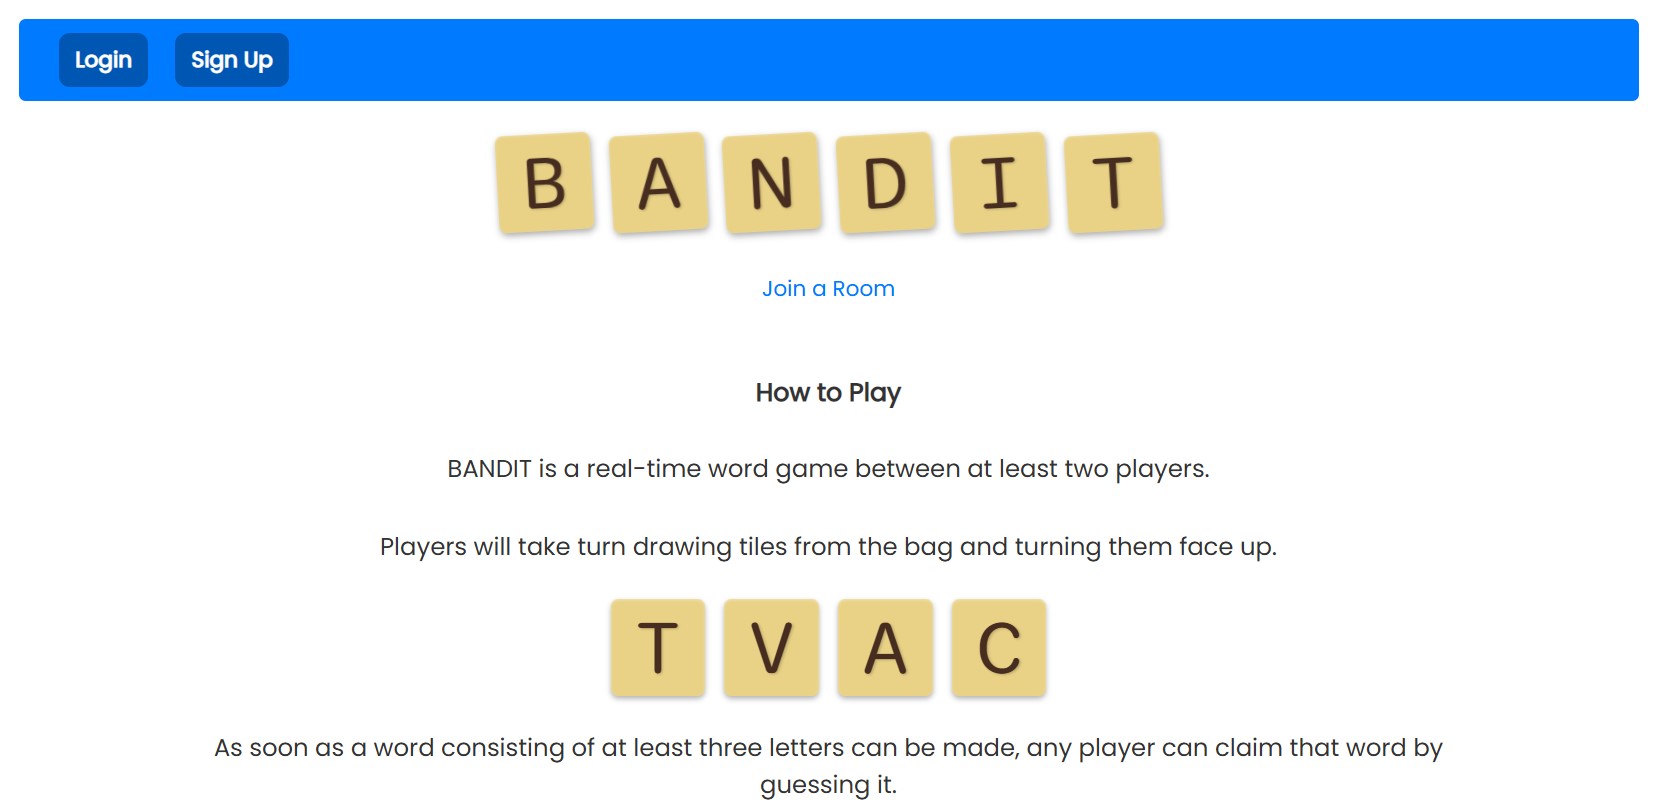 Login Sign Up
BANDIT
Join a Room
How to Play
BANDIT is a real-time word game between at least two players.
Players will take turn drawing tiles from the bag and turning them face up.
TVAC
As soon as a word consisting of at least three letters can be made, any player can claim that word by
guessing it.